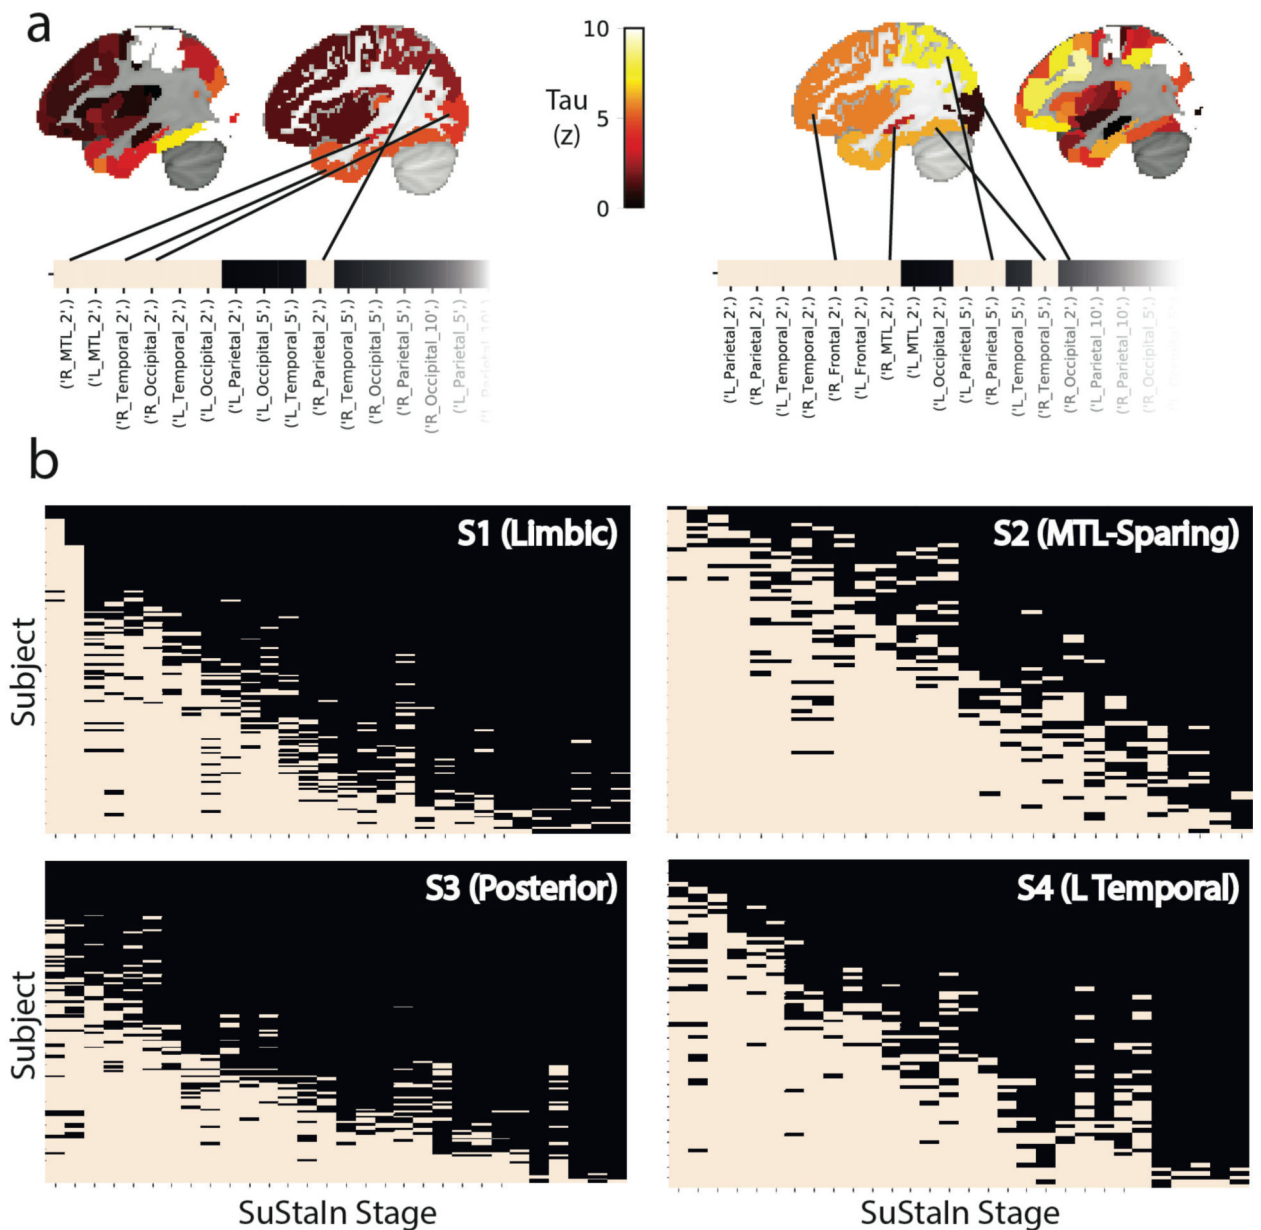 a
10
Tau
(z)
5
0
('R_MTL_2',)
('L_MTL_2',)
('R_Temporal_2',)
('R_Occipital_2',)
('L_Temporal_2',)
('L_Occipital_2',)
('L_Parietal_5',)
('L_Occipital_5',)
('L_Temporal_5',)
('R_Parietal_2',)
('R_Temporal_5',)
('R_Occipital_5',)
('R_Parietal_5',)
('R_Occipital_10',)
('L_Parietal_5',)
('L_Parietal_2',)
('R_Parietal_2',)
('L_Temporal_2',)
('R_Temporal_2',)
('R_Frontal_2',)
('L_Frontal_2',)
('R_MTL_2',)
('L_MTL_2',)
('L_Occipital_2',)
('L_Parietal_5',)
('R_Parietal_5',)
('L_Temporal_5',)
('R_Temporal_5',)
('R_Occipital_2',)
('L_Parietal_10',)
('R_Parietal_10',)
('R_Occipital_5',)
b
S1 (Limbic)
S2 (MTL-Sparing)
Subject
S3 (Posterior)
S4 (L Temporal)
Subject
SuStaIn Stage
SuStaIn Stage